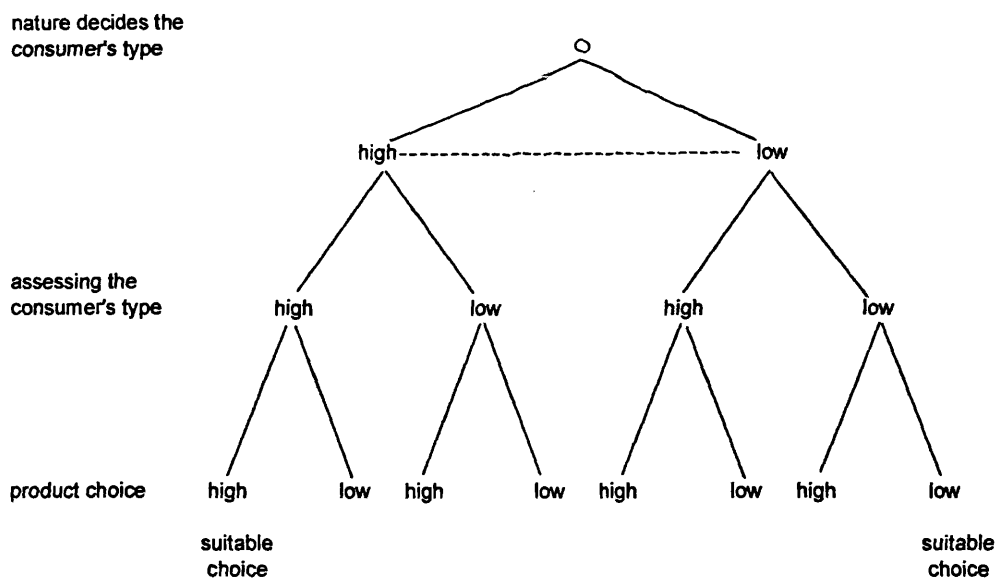 nature decides the
consumer's type
high low
assessing the
consumer's type
high low high low
product choice high low high low high low high low
suitable
choice
suitable
choice